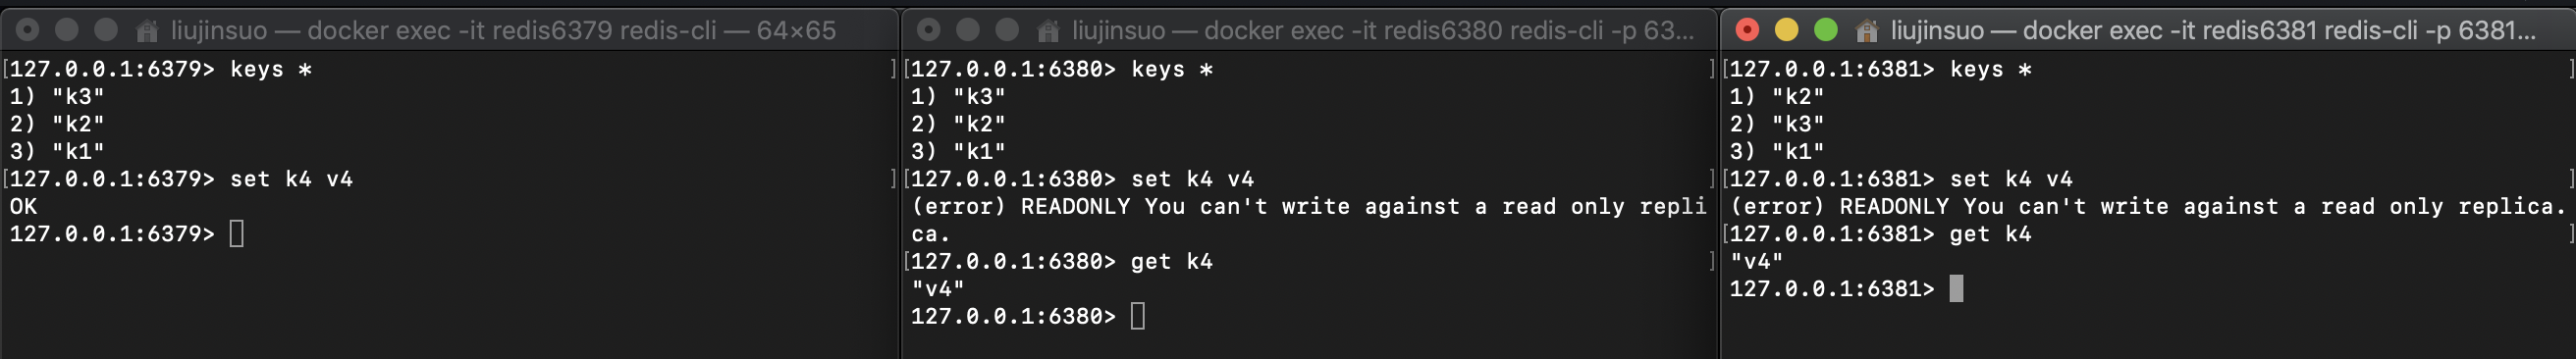 liujinsuo — docker exec -it redis6379 redis-cli — 64×65
[127.0.0.1:6379> keys * ]
1) "k3"
2) "k2"
3) "k1"
[127.0.0.1:6379> set k4 v4 ]
OK
127.0.0.1:6379>
liujinsuo — docker exec -it redis6380 redis-cli -p 63...
[127.0.0.1:6380> keys * ]
1) "k3"
2) "k2"
3) "k1"
[127.0.0.1:6380> set k4 v4 ]
(error) READONLY You can't write against a read only repli
ca.
[127.0.0.1:6380> get k4 ]
"v4"
127.0.0.1:6380>
liujinsuo — docker exec -it redis6381 redis-cli -p 6381...
[127.0.0.1:6381> keys * ]
1) "k2"
2) "k3"
3) "k1"
[127.0.0.1:6381> set k4 v4 ]
(error) READONLY You can't write against a read only replica.
[127.0.0.1:6381> get k4 ]
"v4"
127.0.0.1:6381>